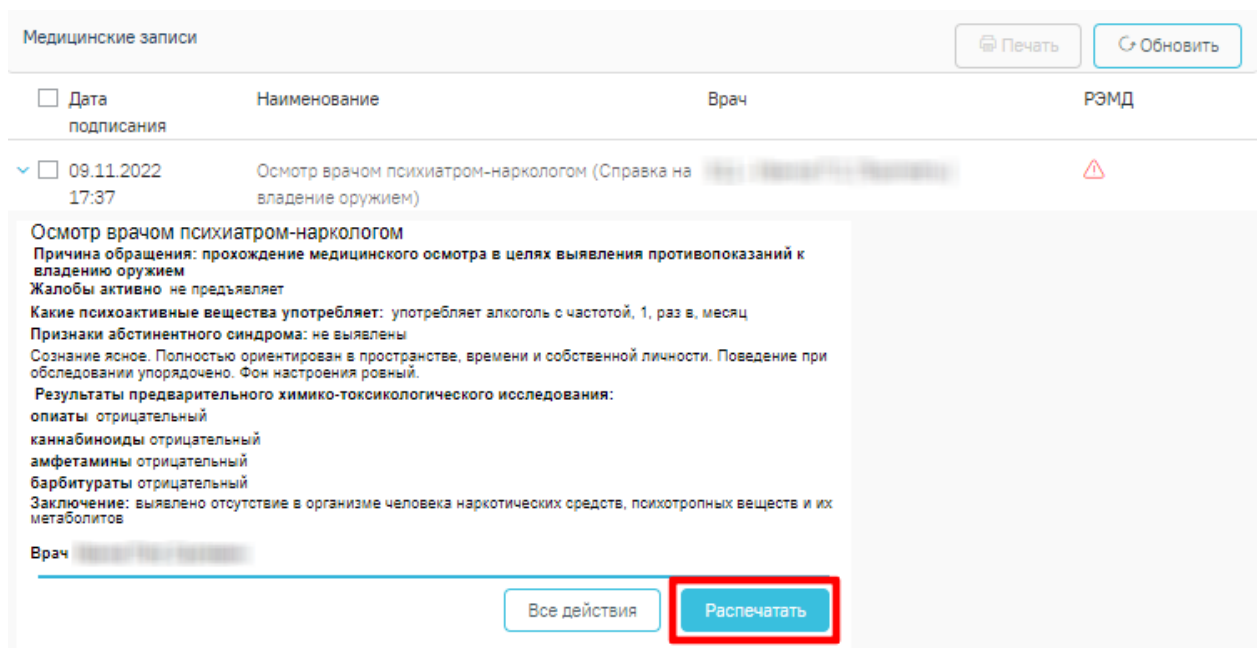 Медицинские записи
Печать
Обновить
Дата подписания
Наименование
Врач
РЭМД
09.11.2022 17:37
Осмотр врачом психиатром-наркологом (Справка на
владение оружием)
Осмотр врачом психиатром-наркологом
Причина обращения: прохождение медицинского осмотра в целях выявления противопоказаний к
владению оружием
Жалобы активно не предъявляет
Какие психоактивные вещества употребляет: употребляет алкоголь с частотой, 1, раз в, месяц
Признаки абстинентного синдрома: не выявлены
Сознание ясное. Полностью ориентирован в пространстве, времени и собственной личности. Поведение при
обследовании упорядочено. Фон настроения ровный.
Результаты предварительного химико-токсикологического исследования:
опиаты отрицательный
каннабиноиды отрицательный
амфетамины отрицательный
барбитураты отрицательный
Заключение: выявлено отсутствие в организме человека наркотических средств, психотропных веществ и их
метаболитов
Врач
Все действия
Распечатать